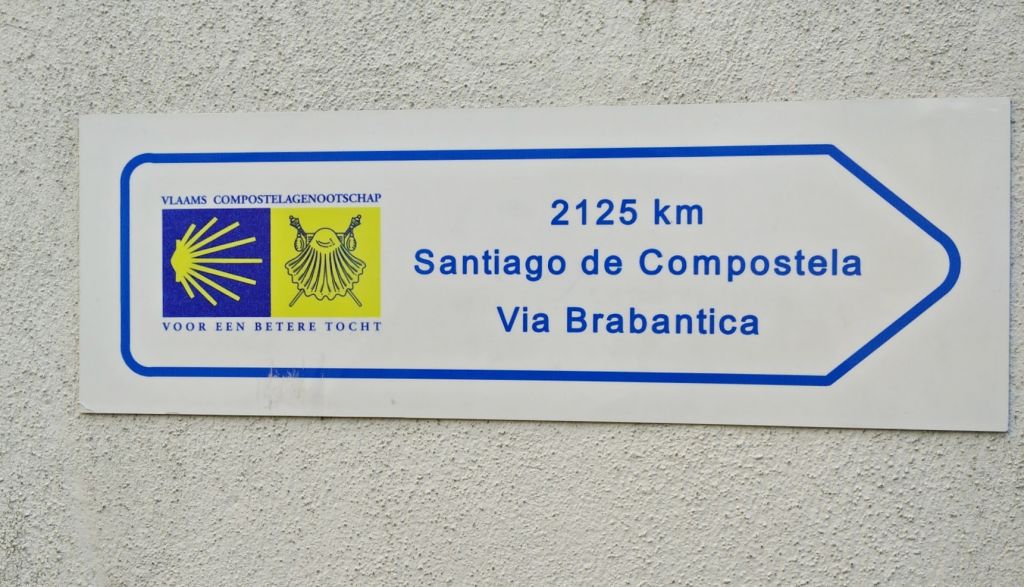 VLAAMS COMPOSTELAGENOOTSCHAP
VOOR EEN BETERE TOCHT
2125 km
Santiago de Compostela
Via Brabantica